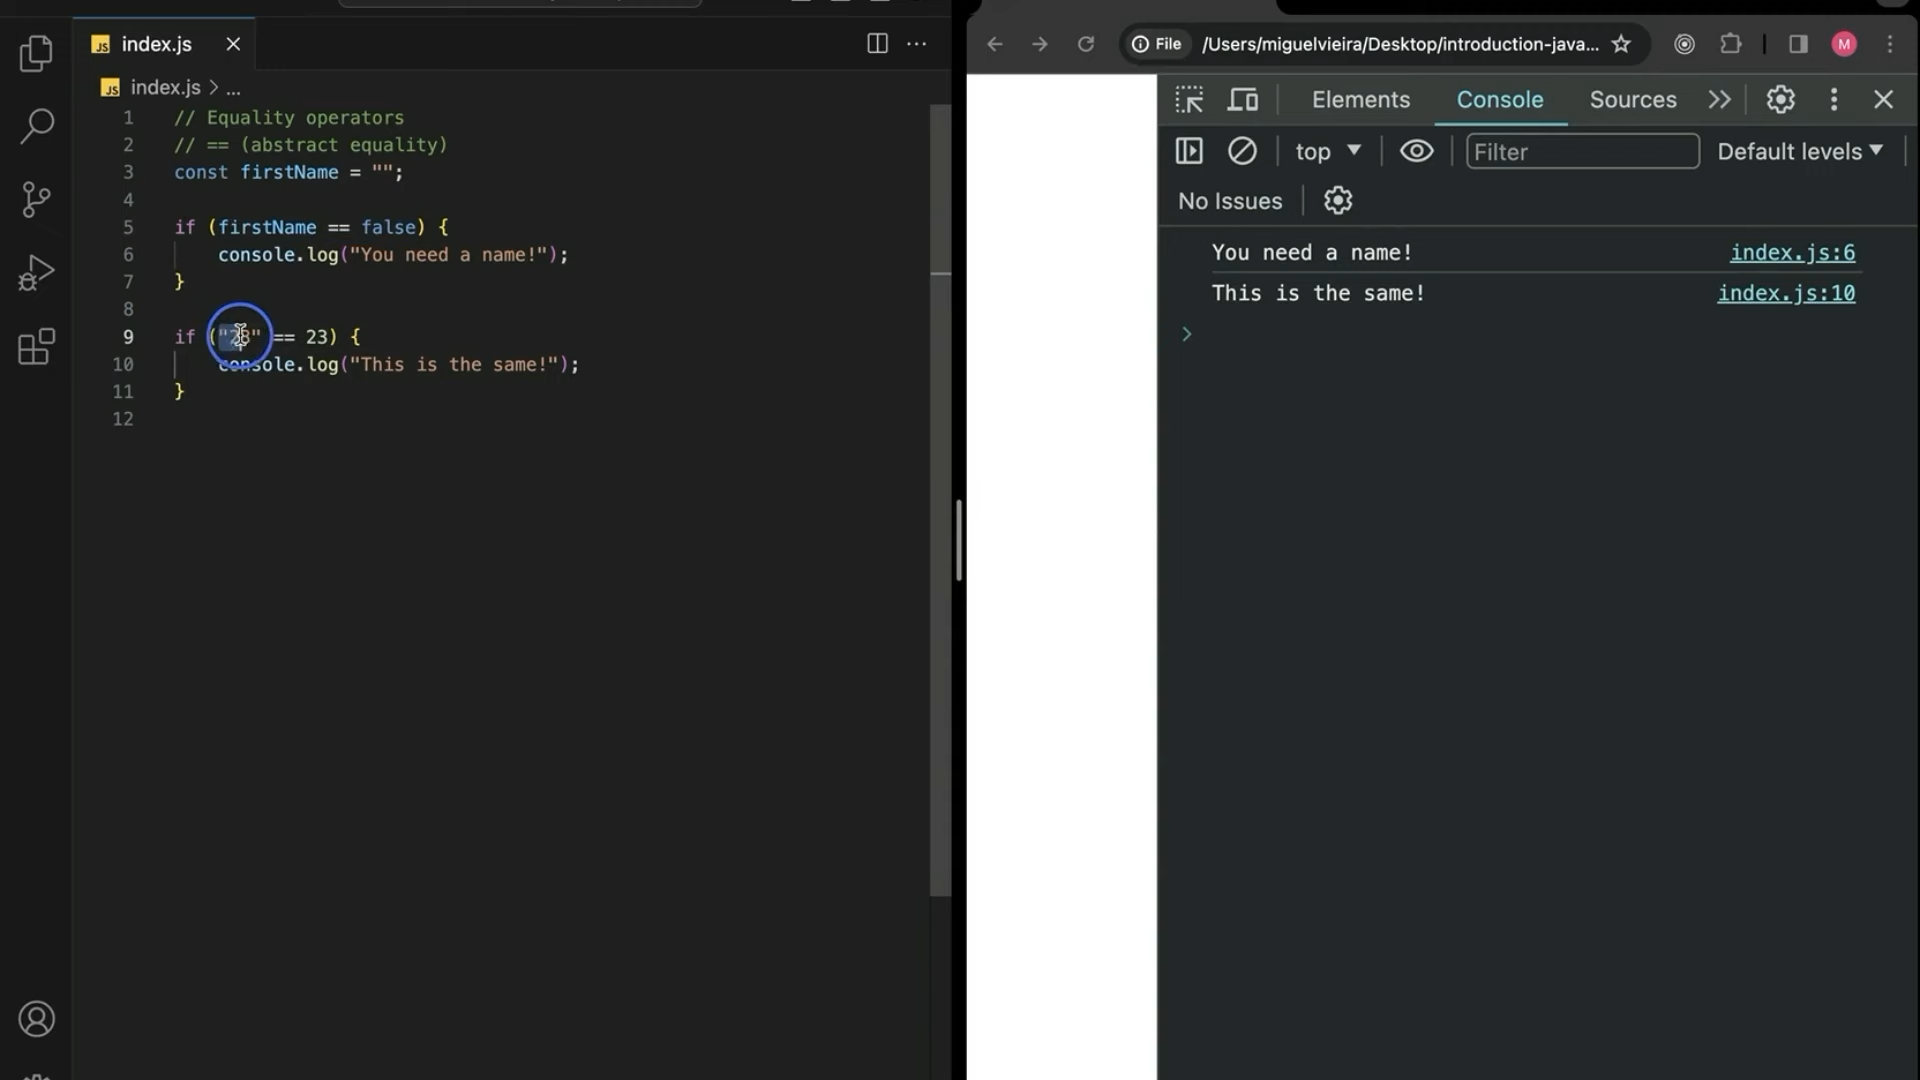 index.js
index.js > ...
1 // Equality operators
2 // == (abstract equality)
3 const firstName = "";
4
5 if (firstName == false) {
6 console.log("You need a name!");
7 }
8
9 if ("23" == 23) {
10 console.log("This is the same!");
11 }
12
File /Users/miguelvieira/Desktop/introduction-java... M
Elements Console Sources
top Filter Default levels
No Issues
You need a name! index.js:6
This is the same! index.js:10